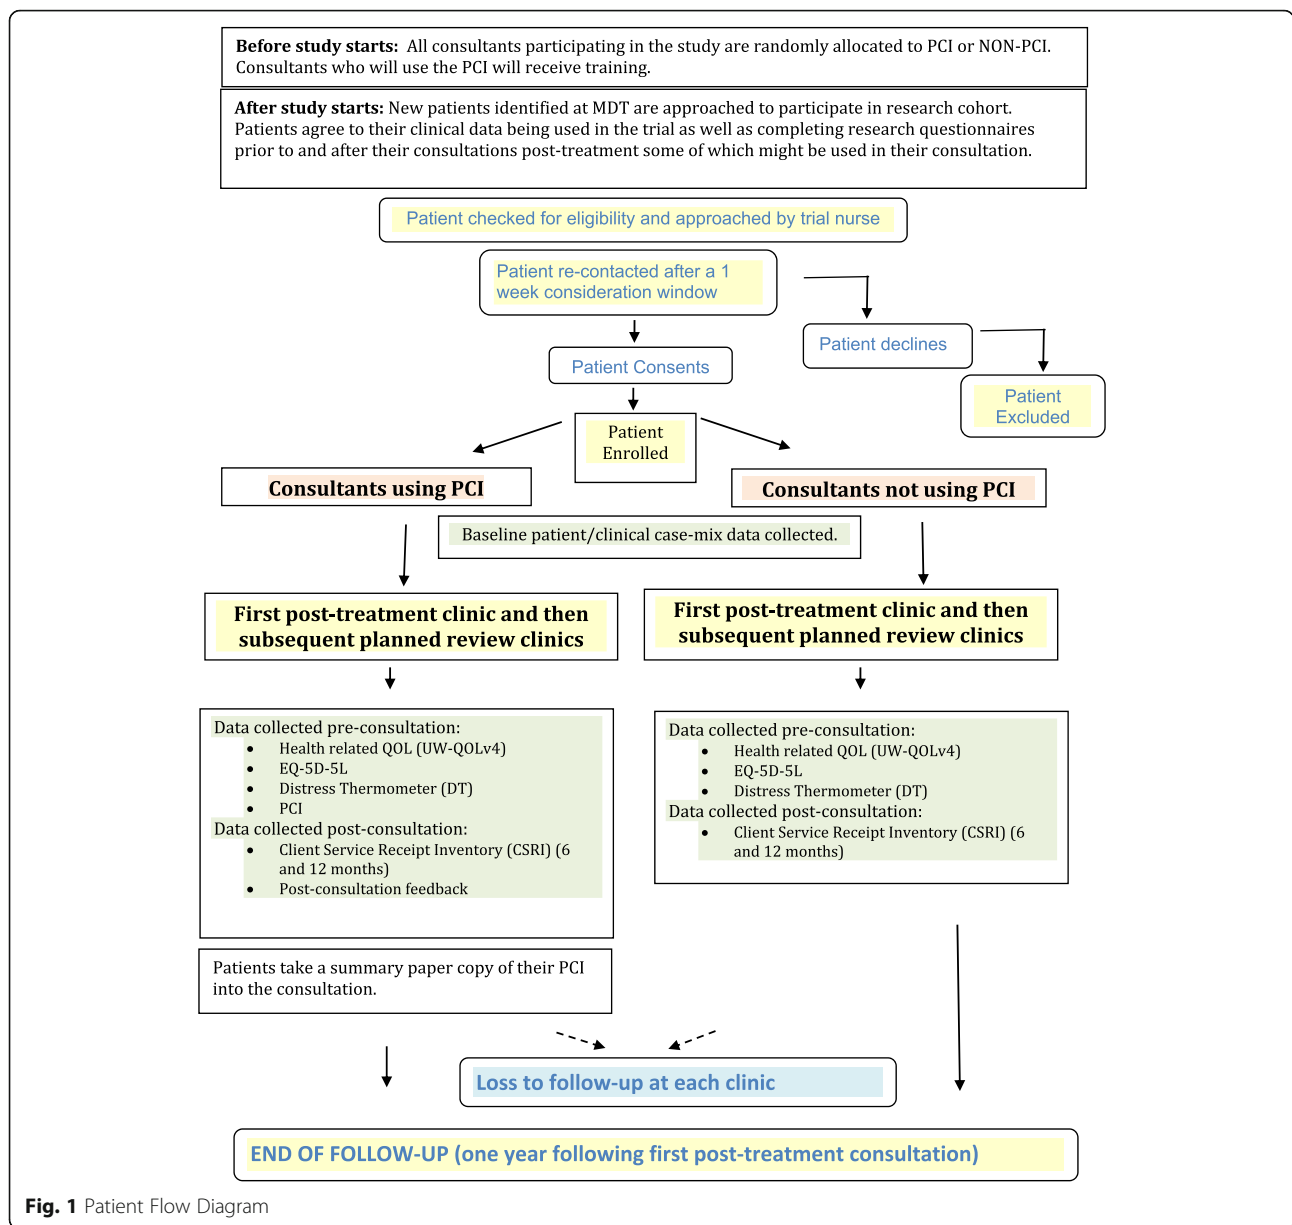 Before study starts: All consultants participating in the study are randomly allocated to PCI or NON-PCI.
Consultants who will use the PCI will receive training.
After study starts: New patients identified at MDT are approached to participate in research cohort.
Patients agree to their clinical data being used in the trial as well as completing research questionnaires
prior to and after their consultations post-treatment some of which might be used in their consultation.
Patient checked for eligibility and approached by trial nurse
Patient re-contacted after a 1
week consideration window
Patient declines
Patient Consents
Patient
Excluded
Patient
Enrolled
Consultants using PCI
Consultants not using PCI
Baseline patient/clinical case-mix data collected.
First post-treatment clinic and then
subsequent planned review clinics
First post-treatment clinic and then
subsequent planned review clinics
Data collected pre-consultation:
• Health related QOL (UW-QOLv4)
• EQ-5D-5L
• Distress Thermometer (DT)
• PCI
Data collected post-consultation:
• Client Service Receipt Inventory (CSRI) (6
and 12 months)
• Post-consultation feedback
Data collected pre-consultation:
• Health related QOL (UW-QOLv4)
• EQ-5D-5L
• Distress Thermometer (DT)
Data collected post-consultation:
• Client Service Receipt Inventory (CSRI) (6
and 12 months)
Patients take a summary paper copy of their PCI
into the consultation.
Loss to follow-up at each clinic
END OF FOLLOW-UP (one year following first post-treatment consultation)
Fig. 1 Patient Flow Diagram